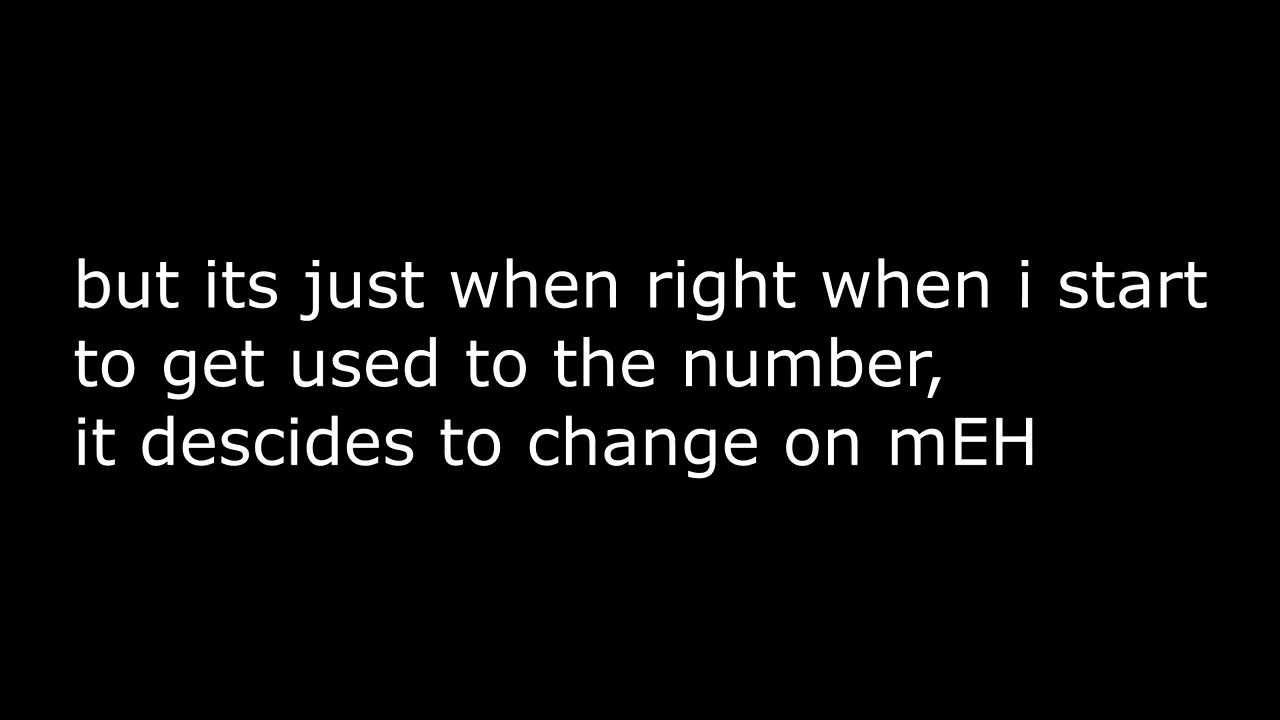 but its just when right when i start
to get used to the number,
it descides to change on mEH